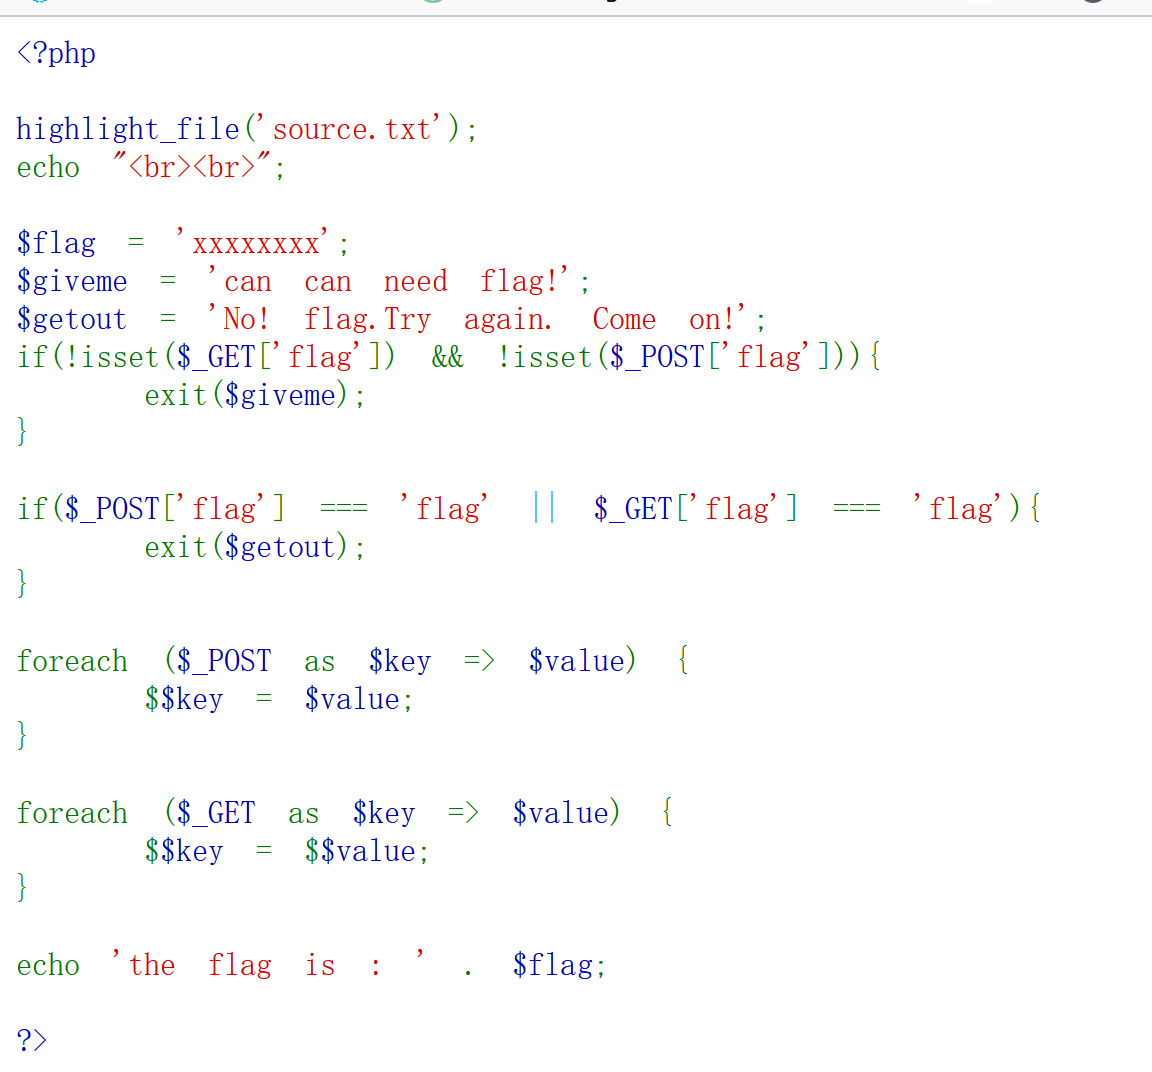 <?php
highlight_file('source.txt');
echo "<br><br>";
$flag = 'xxxxxxxx';
$giveme = 'can can need flag!';
$getout = 'No! flag.Try again. Come on!';
if(!isset($_GET['flag']) && !isset($_POST['flag'])){
exit($giveme);
}
if($_POST['flag'] === 'flag' || $_GET['flag'] === 'flag'){
exit($getout);
}
foreach ($_POST as $key => $value) {
$$key = $value;
}
foreach ($_GET as $key => $value) {
$$key = $$value;
}
echo 'the flag is : ' . $flag;
?>